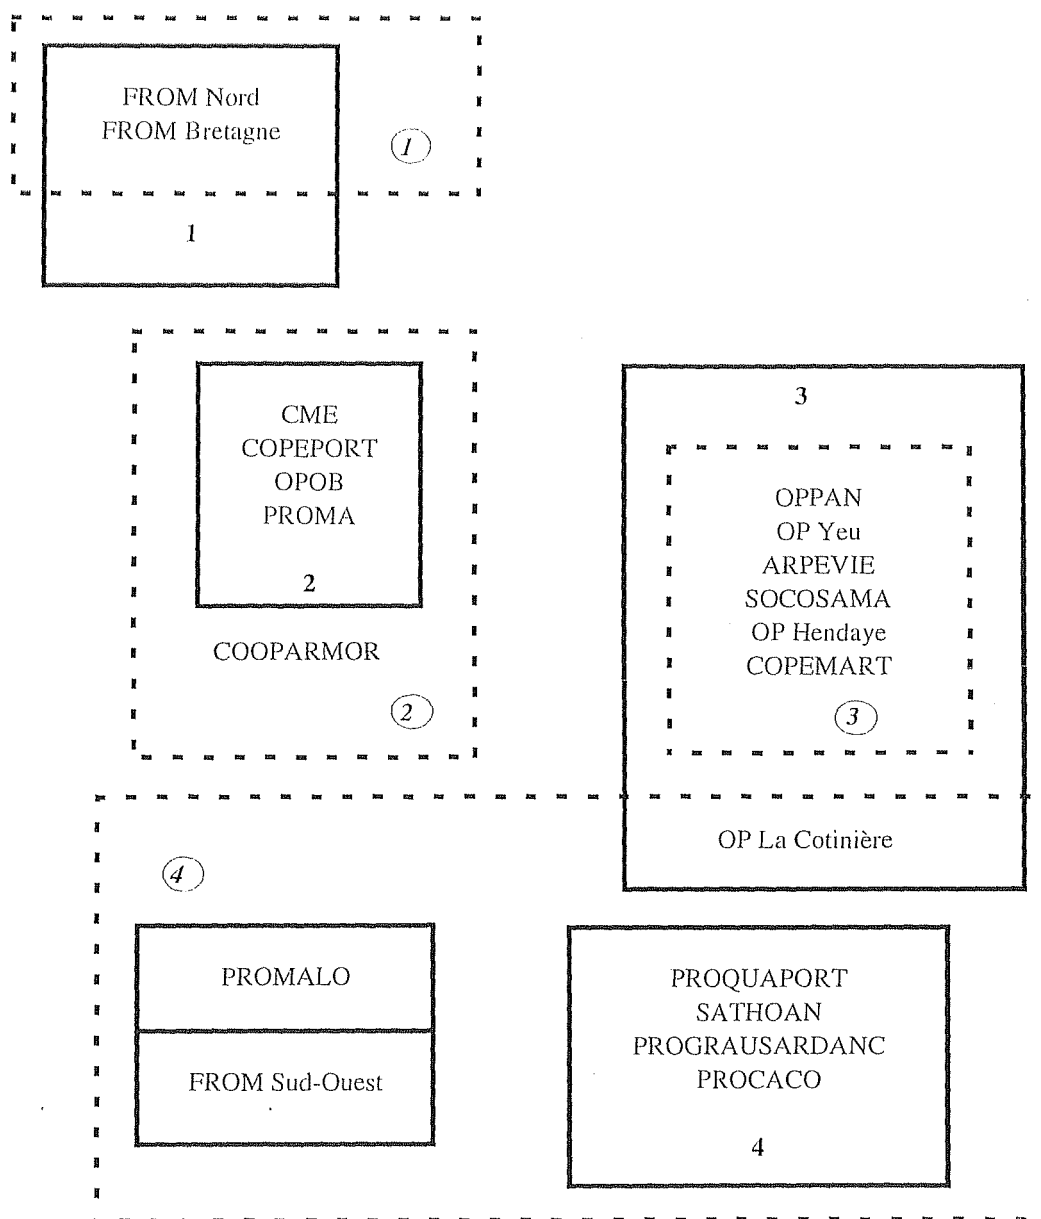 FROM Nord
FROM Bretagne
1
1
CME
COPEPORT
OPOB
PROMA
2
COOPARMOR
2
3
OPPAN
OP Yeu
ARPEVIE
SOCOSAMA
OP Hendaye
COPEMART
3
OP La Cotinière
4
PROMALO
FROM Sud-Ouest
PROQUAPORT
SATHOAN
PROGRAUSARDANC
PROCACO
4